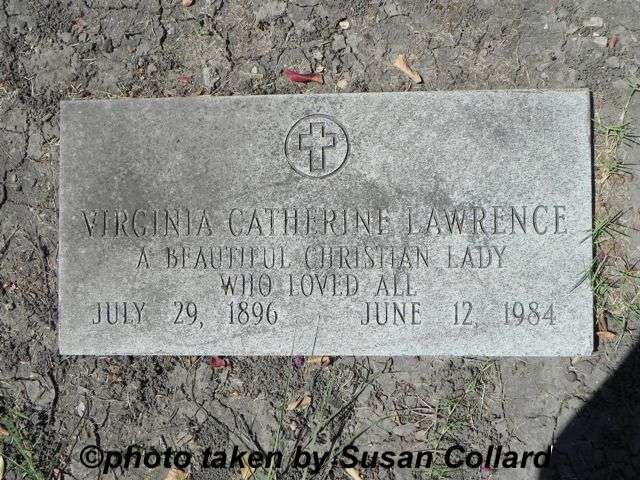 VIRGINIA CATHERINE LAWRENCE
A BEAUTIFUL CHRISTIAN LADY
WHO LOVED ALL
JULY 29, 1896 JUNE 12, 1984
©photo taken by Susan Collard